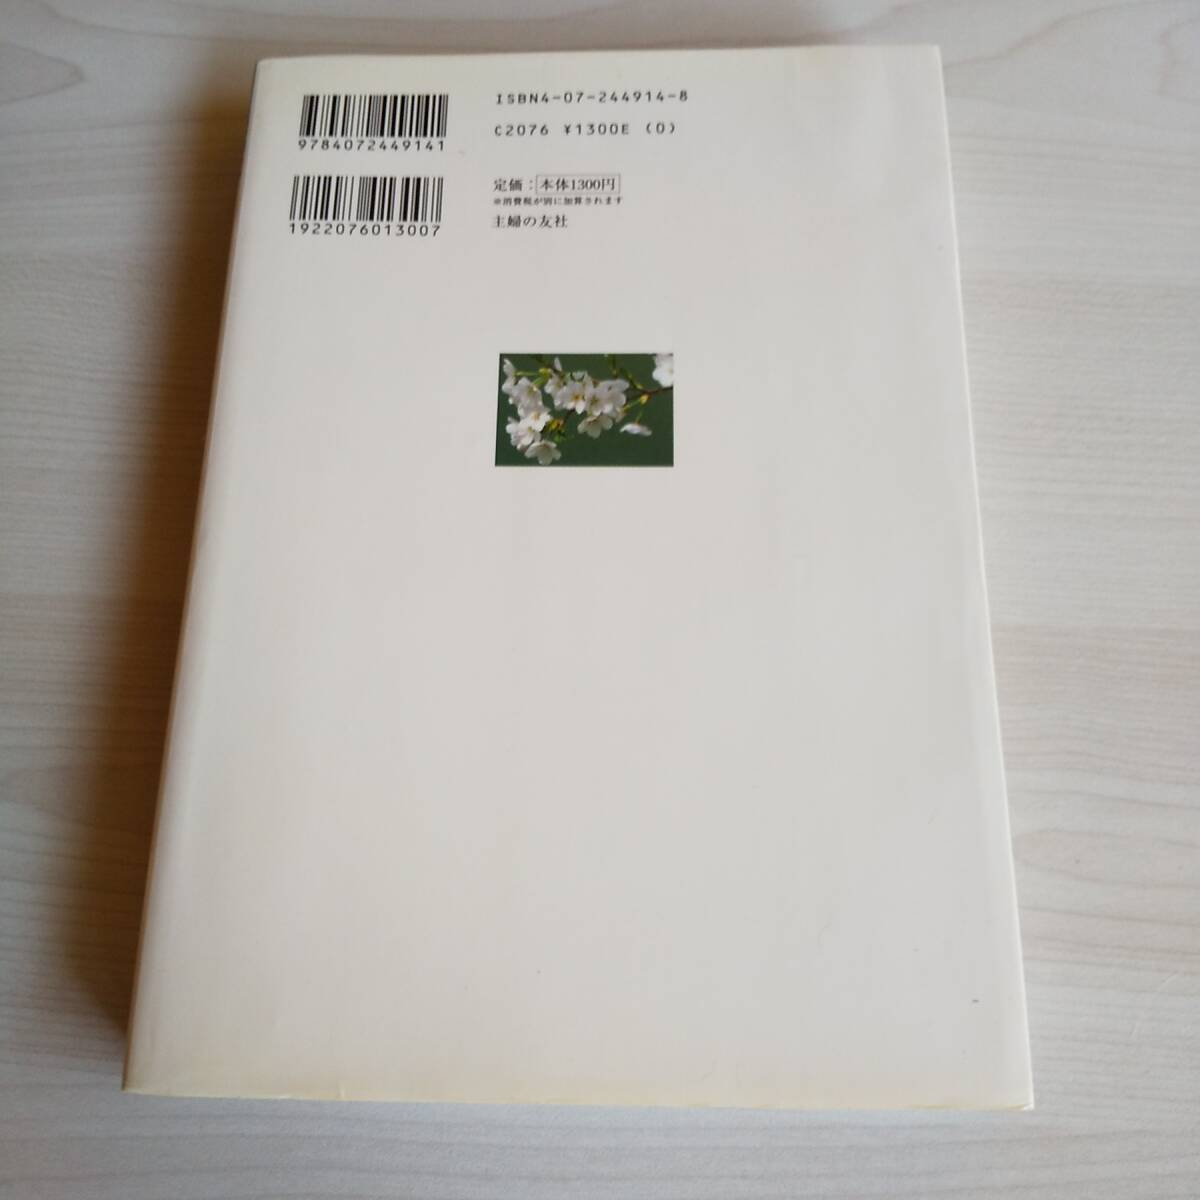 9784072449141
1922076013007
ISBN4-07-244914-8
C2076 ¥1300E (0)
定価：本体1300円
※消費税が別に加算されます
主婦の友社